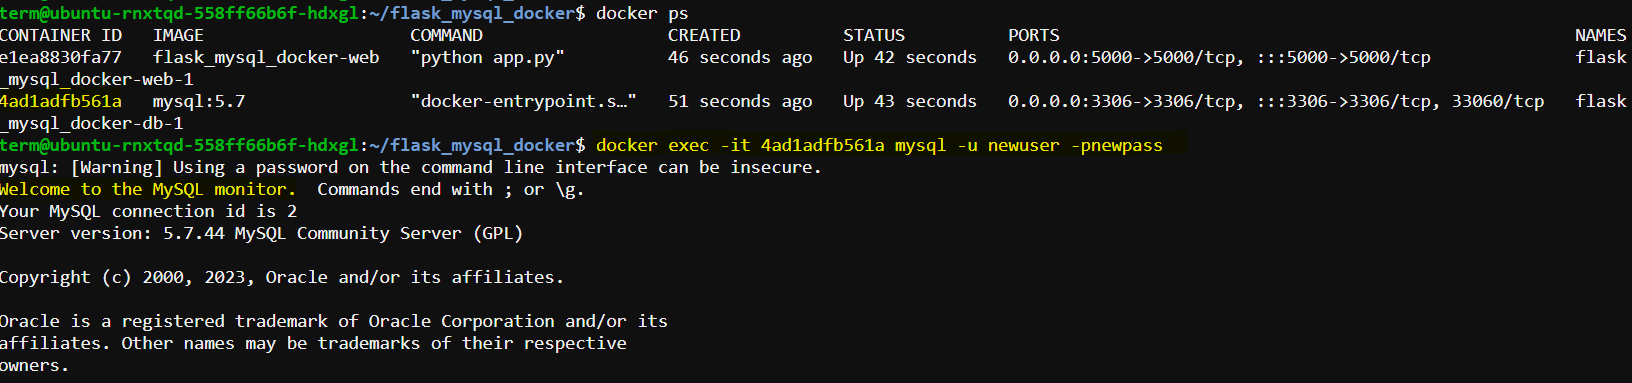 term@ubuntu-rnxtqd-558ff66b6f-hdxgl:~/flask_mysql_docker$ docker ps
CONTAINER ID   IMAGE                    COMMAND                  CREATED          STATUS          PORTS                                                  NAMES
e1ea8830fa77   flask_mysql_docker-web   "python app.py"          46 seconds ago   Up 42 seconds   0.0.0.0:5000->5000/tcp, :::5000->5000/tcp              flask
_mysql_docker-web-1
4ad1adfb561a   mysql:5.7                "docker-entrypoint.s…"   51 seconds ago   Up 43 seconds   0.0.0.0:3306->3306/tcp, :::3306->3306/tcp, 33060/tcp   flask
_mysql_docker-db-1
term@ubuntu-rnxtqd-558ff66b6f-hdxgl:~/flask_mysql_docker$ docker exec -it 4ad1adfb561a mysql -u newuser -pnewpass
mysql: [Warning] Using a password on the command line interface can be insecure.
Welcome to the MySQL monitor.  Commands end with ; or \g.
Your MySQL connection id is 2
Server version: 5.7.44 MySQL Community Server (GPL)

Copyright (c) 2000, 2023, Oracle and/or its affiliates.

Oracle is a registered trademark of Oracle Corporation and/or its
affiliates. Other names may be trademarks of their respective
owners.